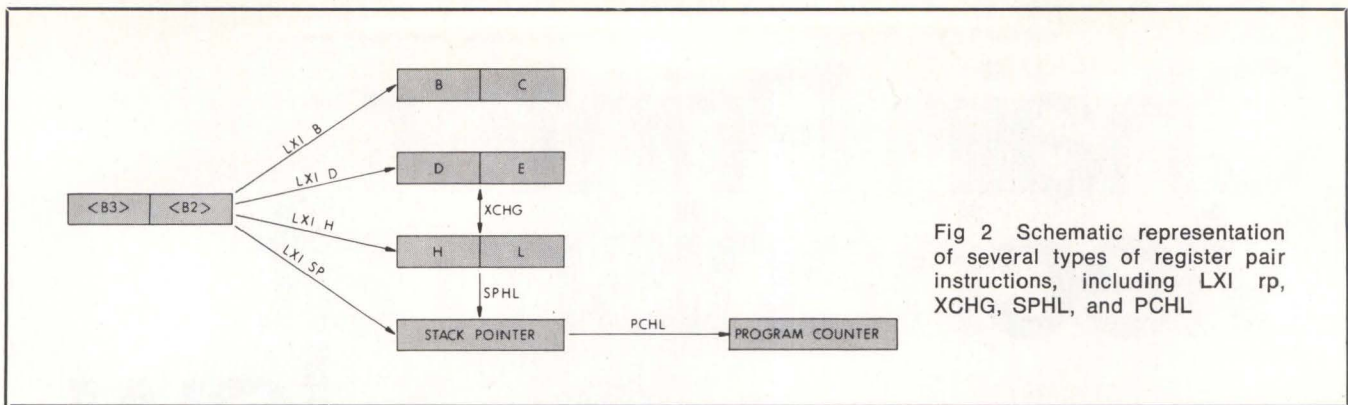 B C
LXI B
D E
LXI D
<B3> <B2>
XCHG
LXI H
H L
LXI SP
SPHL
STACK POINTER
PCHL
PROGRAM COUNTER
Fig 2 Schematic representation
of several types of register pair
instructions, including LXI rp,
XCHG, SPHL, and PCHL